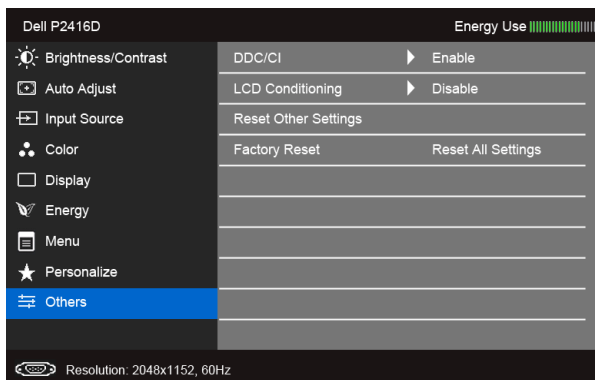 Dell P2416D Energy Use
Brightness/Contrast DDC/CI Enable
Auto Adjust LCD Conditioning Disable
Input Source Reset Other Settings
Color Factory Reset Reset All Settings
Display
Energy
Menu
Personalize
Others
Resolution: 2048x1152, 60Hz